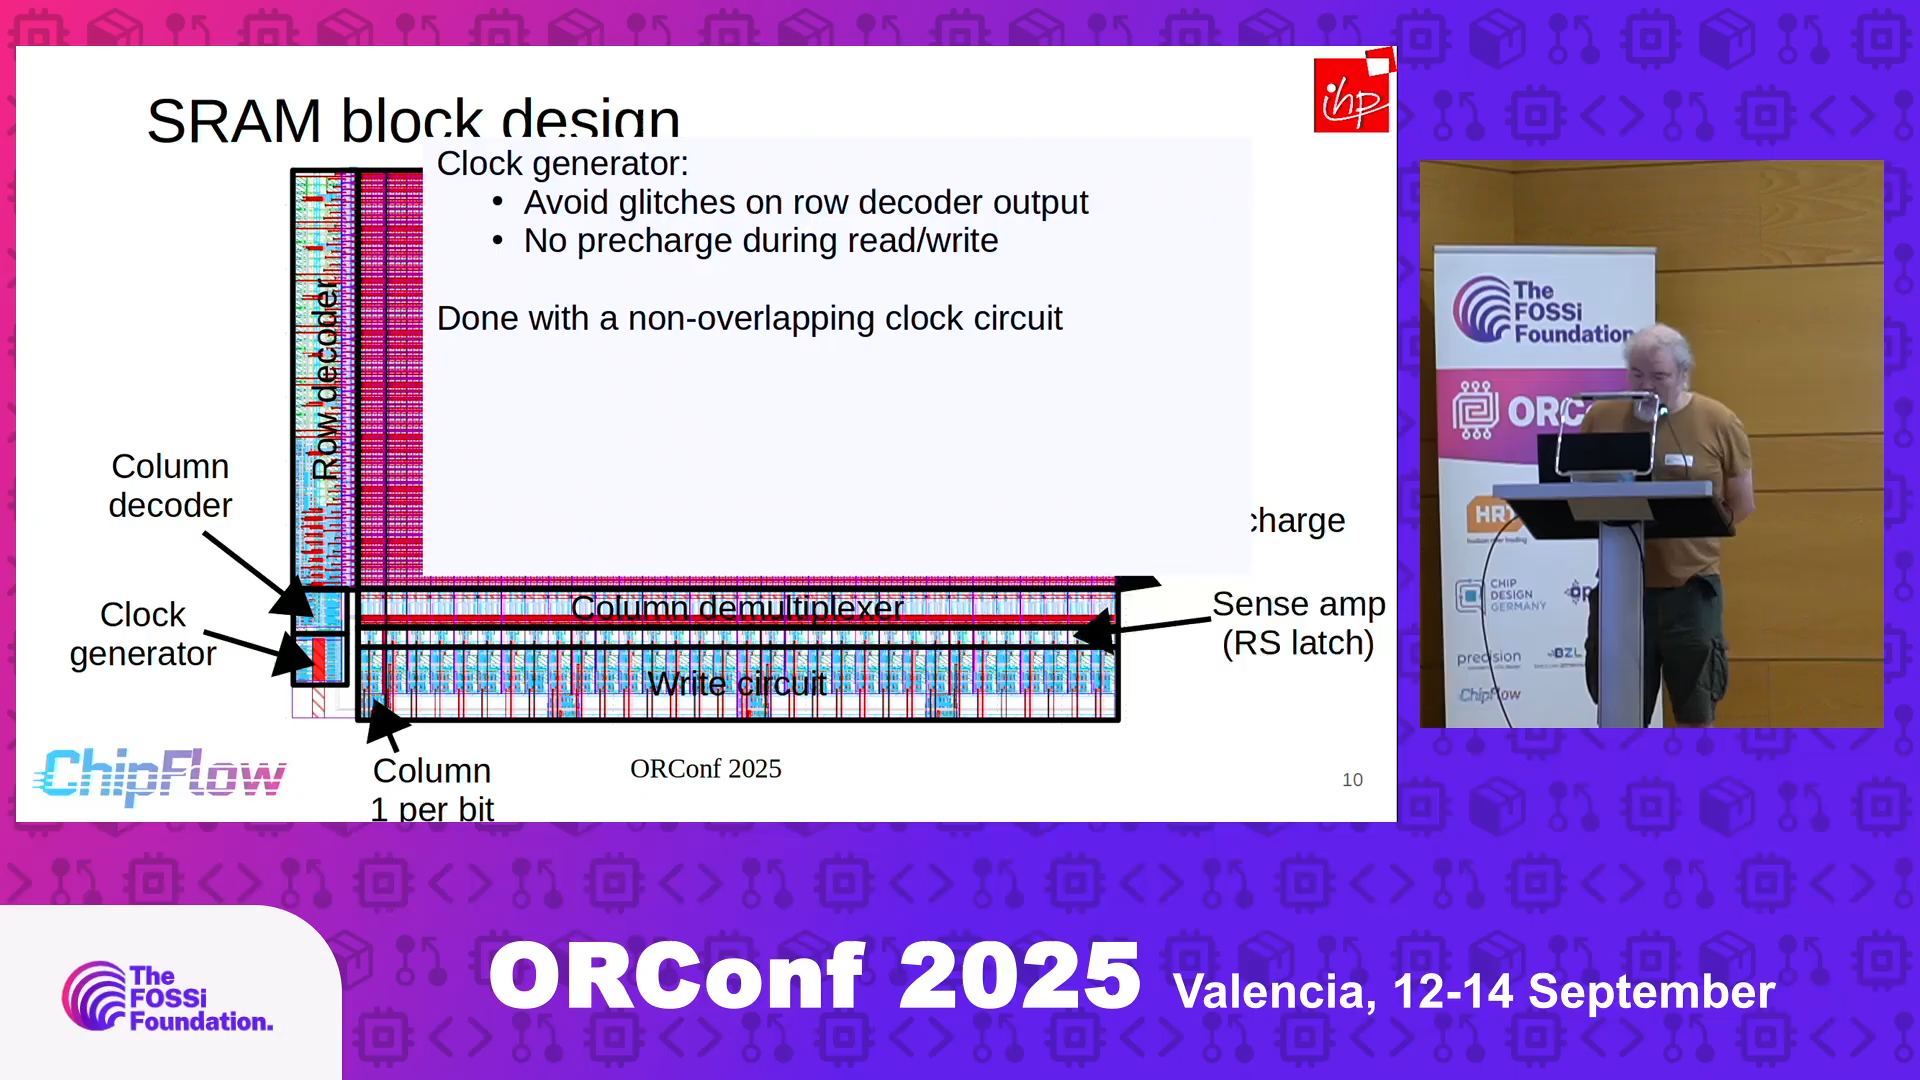 SRAM block design
ihp
Clock generator:
• Avoid glitches on row decoder output
• No precharge during read/write
Done with a non-overlapping clock circuit
Row decoder
Column
decoder
Clock
generator
charge
Sense amp
(RS latch)
Column demultiplexer
Write circuit
Column
1 per bit
ChipFlow
ORConf 2025
10
The
FOSSi
Foundation
ORC
HRT
CHIP
DESIGN
GERMANY
BZL
precision
ChipFlow
The
FOSSi
Foundation.
ORConf 2025 Valencia, 12-14 September